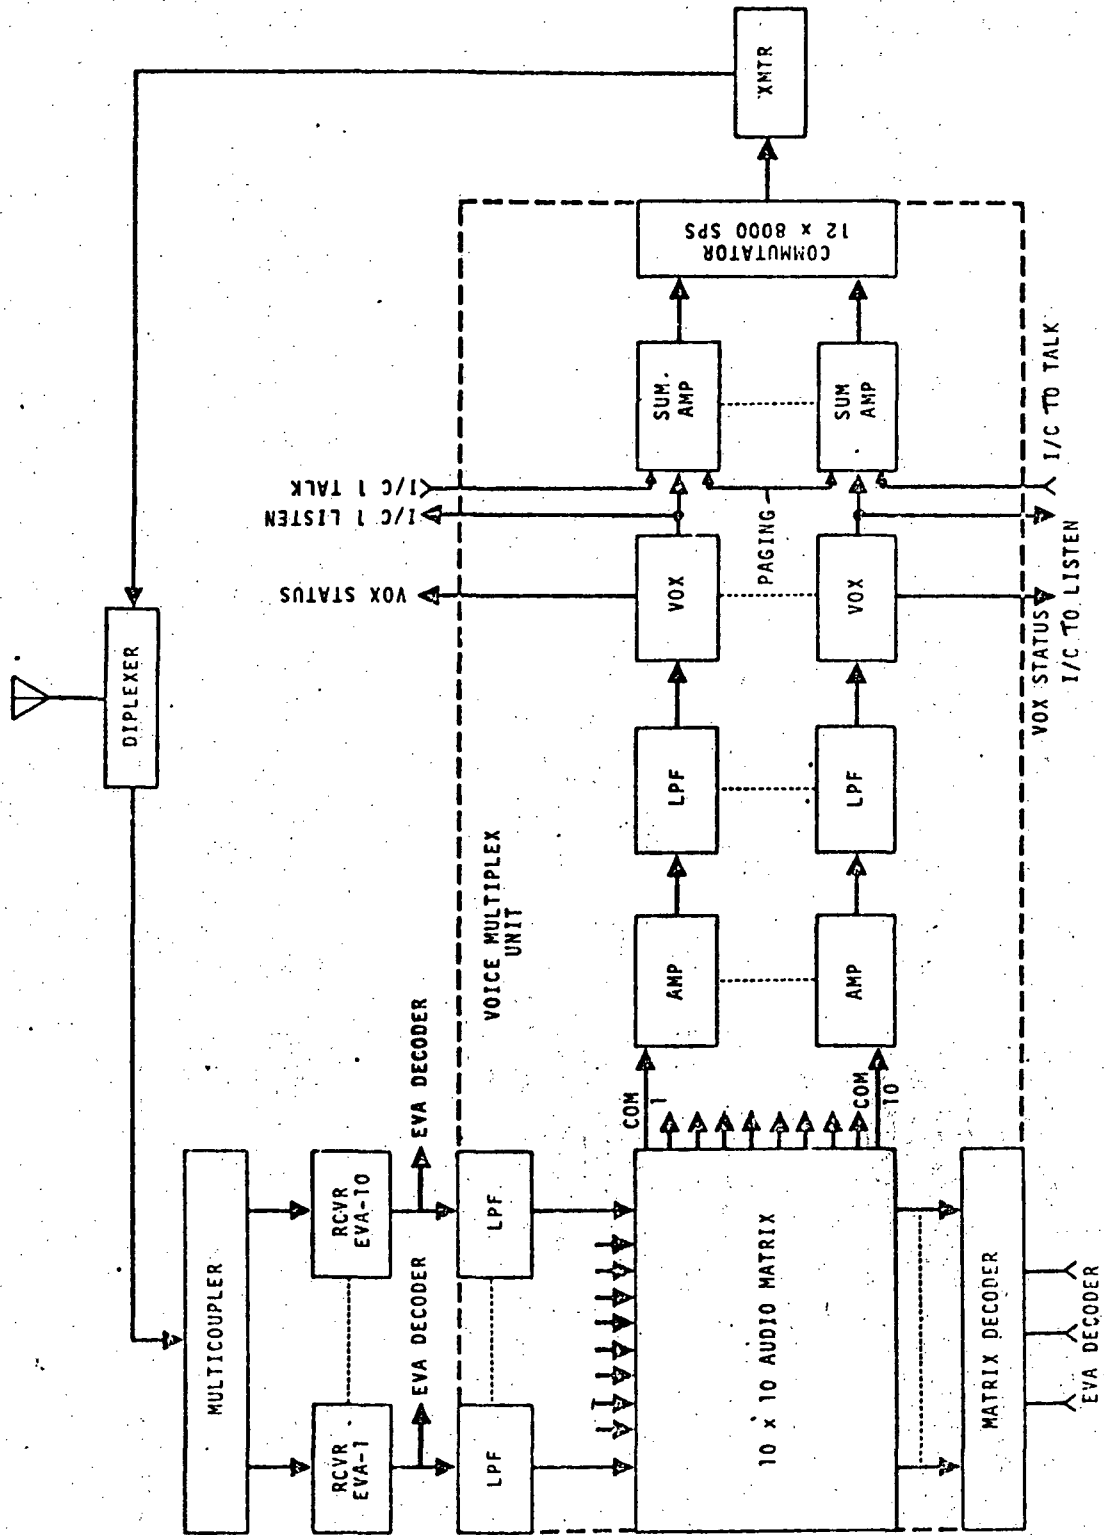 DIPLEXER
XMTR
MULTICOUPLER
RCVR
EVA-1
RCVR
EVA-10
EVA DECODER
EVA DECODER
VOICE MULTIPLEX
UNIT
LPF
LPF
10 x 10 AUDIO MATRIX
MATRIX DECODER
EVA DECODER
COM
1
COM
10
AMP
AMP
LPF
LPF
VOX
VOX
VOX STATUS
I/C 1 LISTEN
I/C 1 TALK
PAGING
SUM.
AMP
SUM
AMP
COMMUTATOR
12 x 8000 SPS
VOX STATUS
I/C TO LISTEN
I/C TO TALK